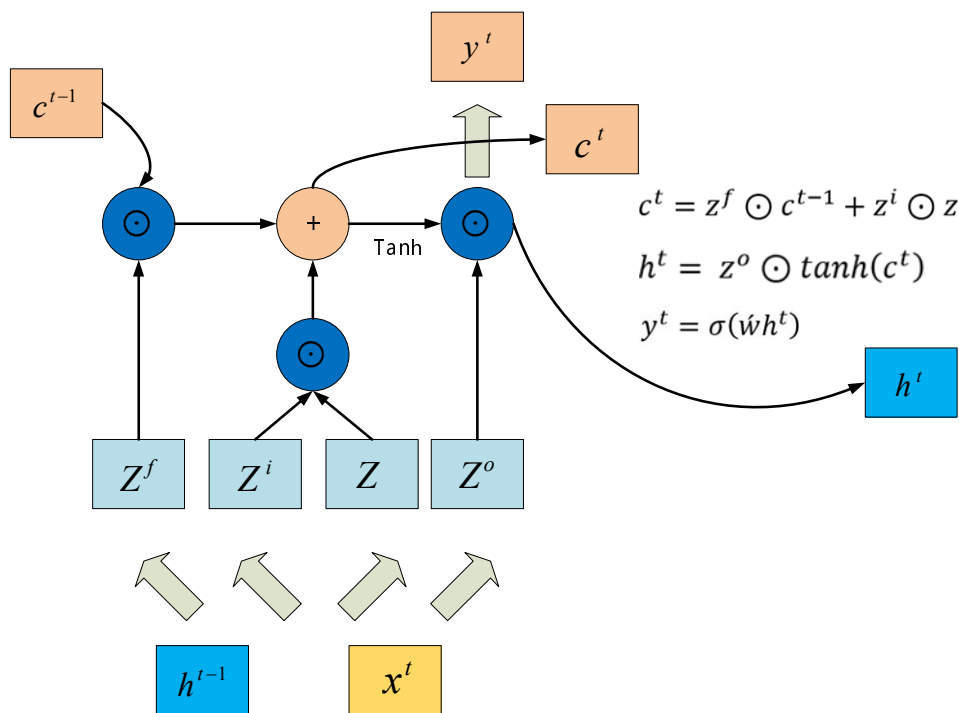 y^t
c^{t−1}
c^t
⊙
+
⊙
Tanh
c^t = z^f ⊙ c^{t−1} + z^i ⊙ z
h^t = z^o ⊙ tanh(c^t)
y^t = σ(ẃh^t)
⊙
h^t
Z^f
Z^i
Z
Z^o
h^{t−1}
x^t